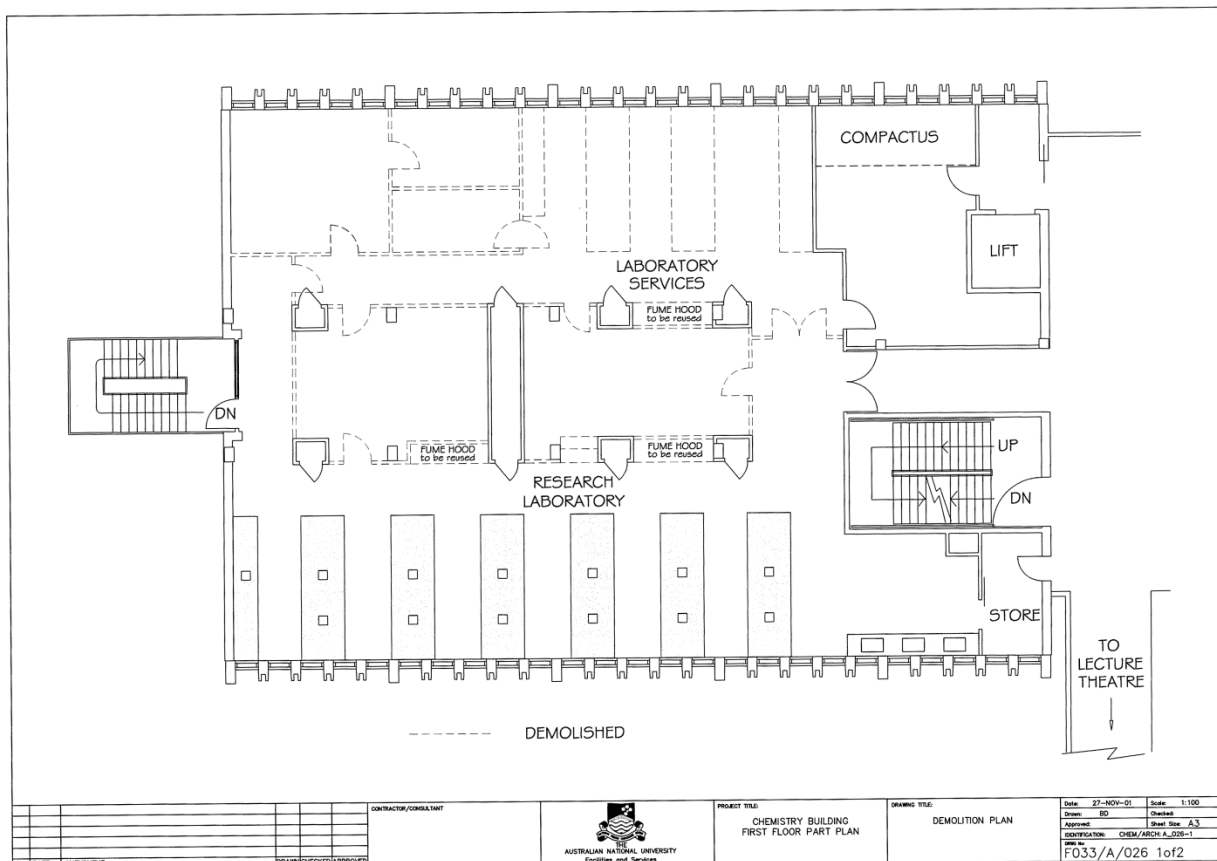 COMPACTUS
LIFT
LABORATORY
SERVICES
FUME HOOD
to be reused
DN
FUME HOOD
to be reused
FUME HOOD
to be reused
UP
DN
RESEARCH
LABORATORY
STORE
TO
LECTURE
THEATRE
DEMOLISHED
CONTRACTOR/CONSULTANT
THE
AUSTRALIAN NATIONAL UNIVERSITY
Facilities and Services
PROJECT TITLE:
CHEMISTRY BUILDING
FIRST FLOOR PART PLAN
DRAWING TITLE:
DEMOLITION PLAN
Date: 27-NOV-01 Scale: 1:100
Drawn: BD Checked:
Approved: Sheet Size: A3
IDENTIFICATION: CHEM/ARCH: A_026-1
DRWG No
F033/A/026 1of2